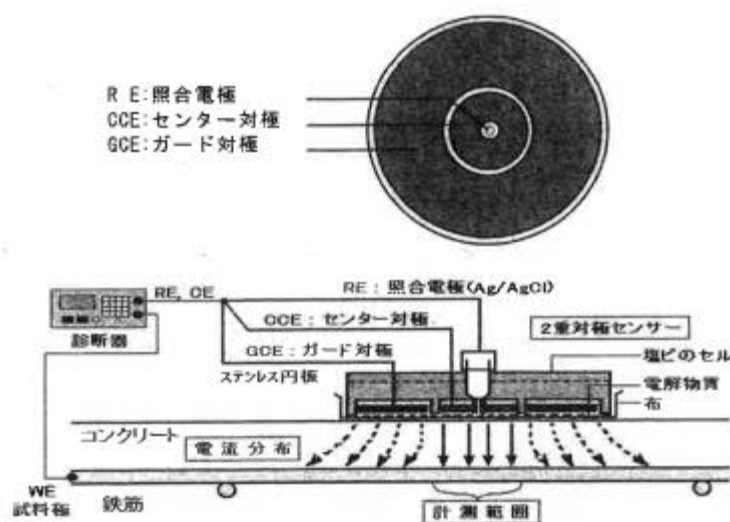 R E:照合電極
CCE:センター対極
GCE:ガード対極
RE, CE
RE：照合電極(Ag/AgCl)
CCE：センター対極
2重対極センサー
診断器
GCE：ガード対極
塩ビのセル
ステンレス円板
電解物質
布
コンクリート
電流分布
WE
試料極
鉄筋
計測範囲